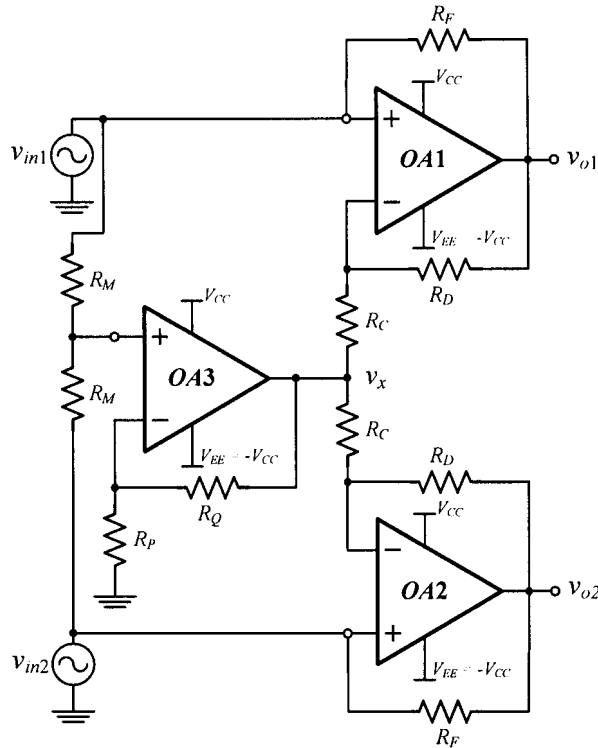 R_F
V_CC
v_in1
+
OA1
v_o1
−
V_EE -V_CC
R_M
R_D
V_CC
R_C
+
OA3
v_x
R_M
−
R_C
V_EE = -V_CC
R_D
R_Q
V_CC
R_P
−
OA2
v_o2
+
v_in2
V_EE = -V_CC
R_F